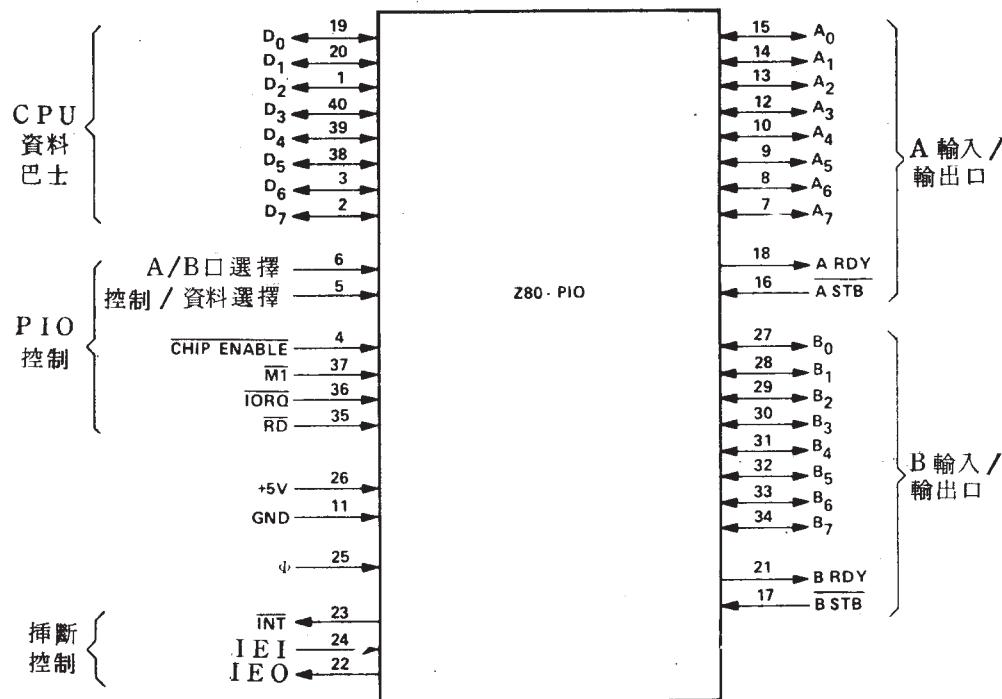 CPU
資料
巴士
D0 19
D1 20
D2 1
D3 40
D4 39
D5 38
D6 3
D7 2
PIO
控制
A/B口選擇 6
控制/資料選擇 5
CHIP ENABLE 4
M1 37
IORQ 36
RD 35
+5V 26
GND 11
Φ 25
挿斷
控制
INT 23
IEI 24
IEO 22
Z80-PIO
15 A0
14 A1
13 A2
12 A3
10 A4
9 A5
8 A6
7 A7
18 A RDY
16 A STB
A輸入/
輸出口
27 B0
28 B1
29 B2
30 B3
31 B4
32 B5
33 B6
34 B7
21 B RDY
17 B STB
B輸入/
輸出口